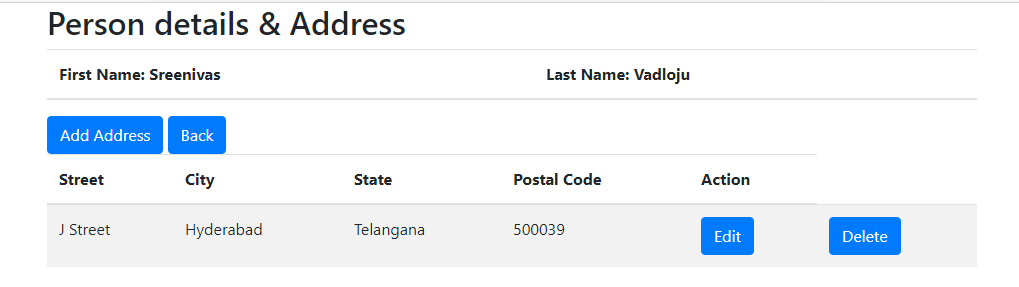 Person details & Address
First Name: Sreenivas Last Name: Vadloju
Add Address Back
Street City State Postal Code Action
J Street Hyderabad Telangana 500039 Edit Delete